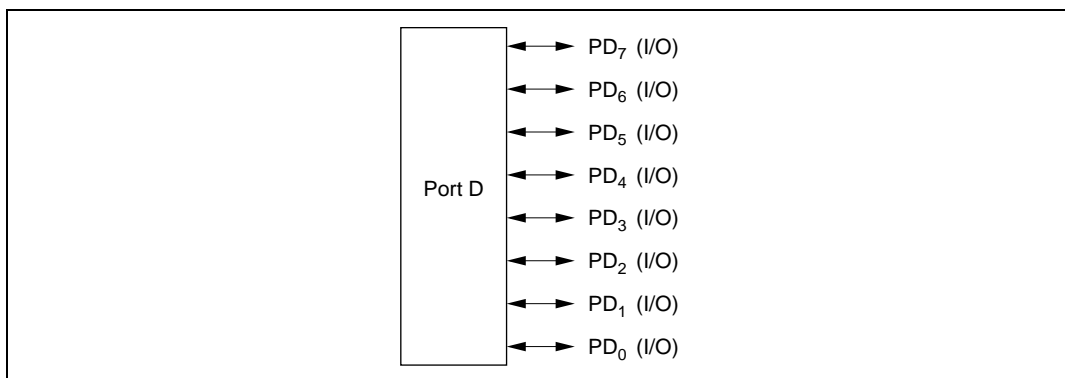 PD7 (I/O)
PD6 (I/O)
PD5 (I/O)
PD4 (I/O)
Port D
PD3 (I/O)
PD2 (I/O)
PD1 (I/O)
PD0 (I/O)